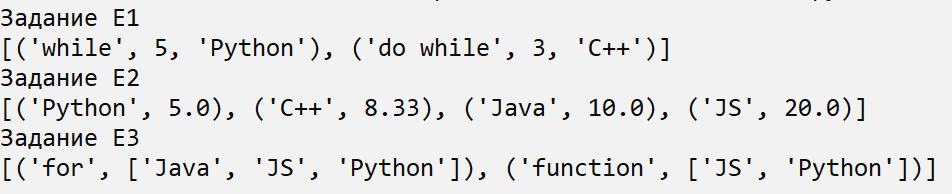 Задание Е1
[('while', 5, 'Python'), ('do while', 3, 'C++')]
Задание Е2
[('Python', 5.0), ('C++', 8.33), ('Java', 10.0), ('JS', 20.0)]
Задание Е3
[('for', ['Java', 'JS', 'Python']), ('function', ['JS', 'Python'])]